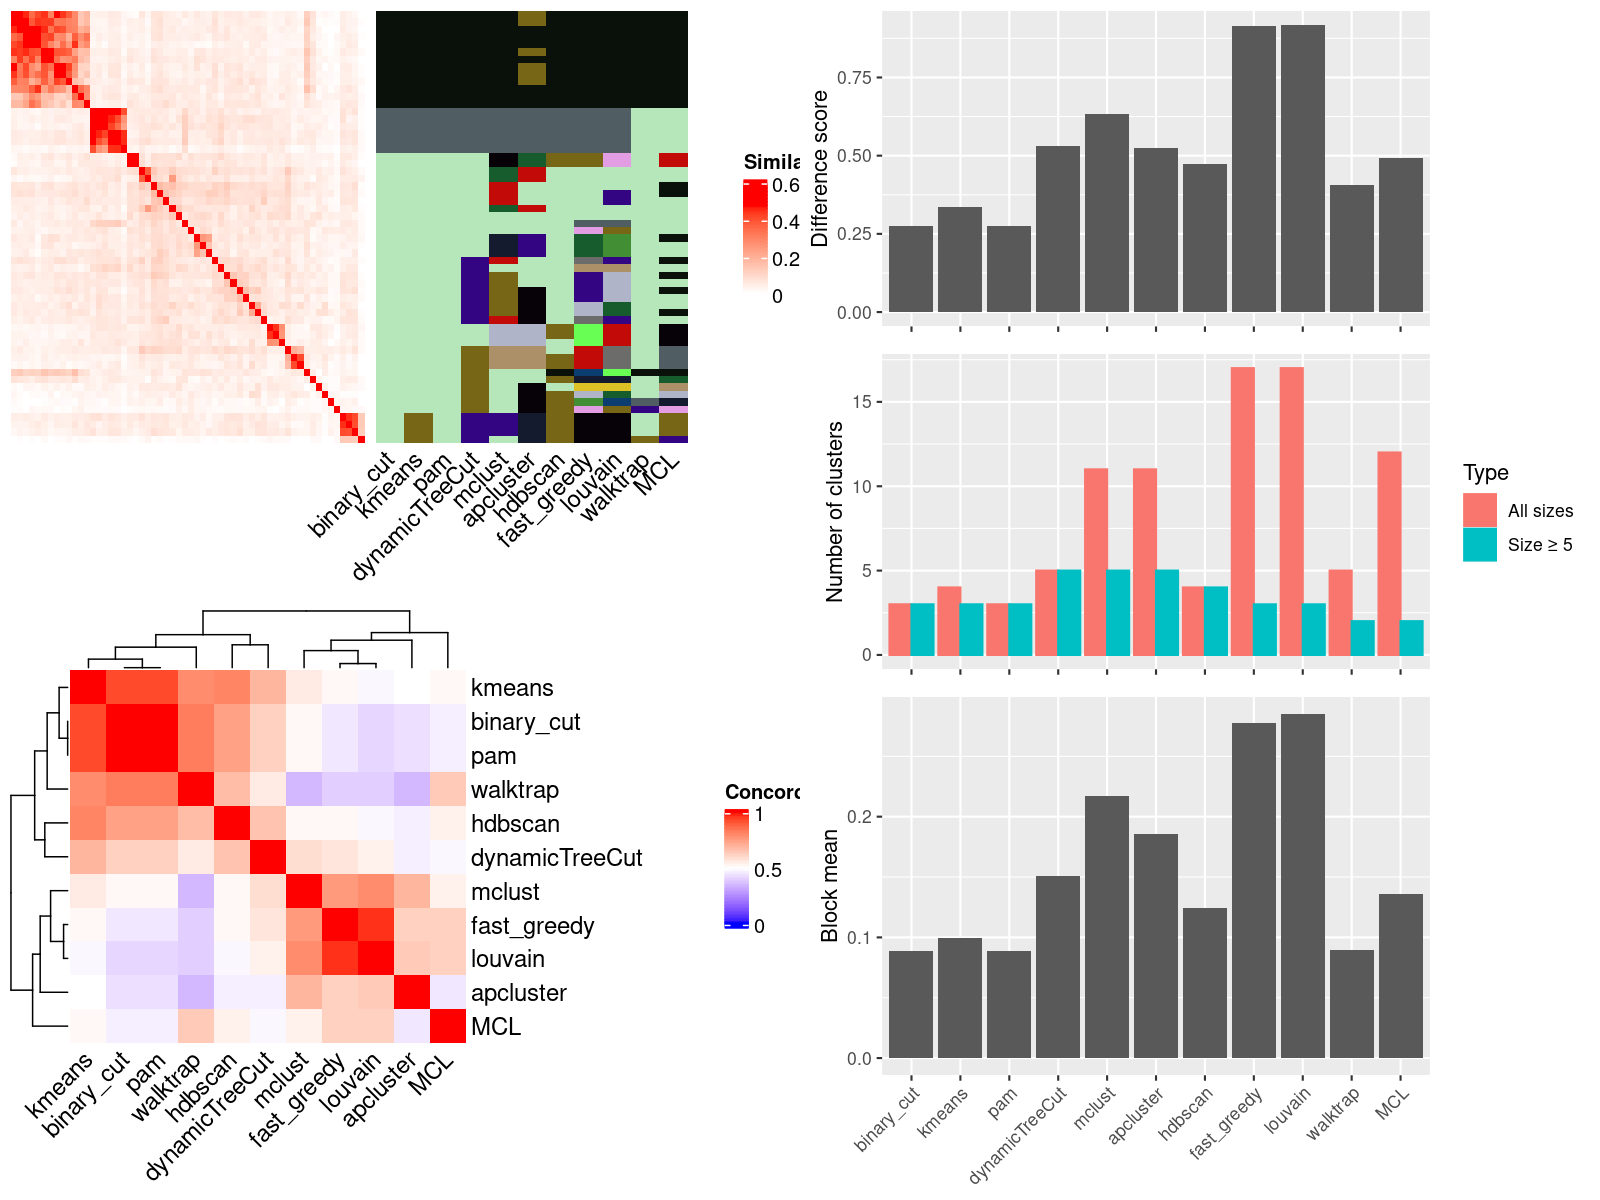 Simila
0.6
0.4
0.2
0
binary_cut
kmeans
pam
dynamicTreeCut
mclust
apcluster
hdbscan
fast_greedy
louvain
walktrap
MCL
kmeans
binary_cut
pam
walktrap
hdbscan
dynamicTreeCut
mclust
fast_greedy
louvain
apcluster
MCL
Concord
1
0.5
0
kmeans
binary_cut
pam
walktrap
hdbscan
dynamicTreeCut
mclust
fast_greedy
louvain
apcluster
MCL
Difference score
0.75
0.50
0.25
0.00
Number of clusters
15
10
5
0
Type
All sizes
Size ≥ 5
Block mean
0.2
0.1
0.0
binary_cut
kmeans
pam
dynamicTreeCut
mclust
apcluster
hdbscan
fast_greedy
louvain
walktrap
MCL